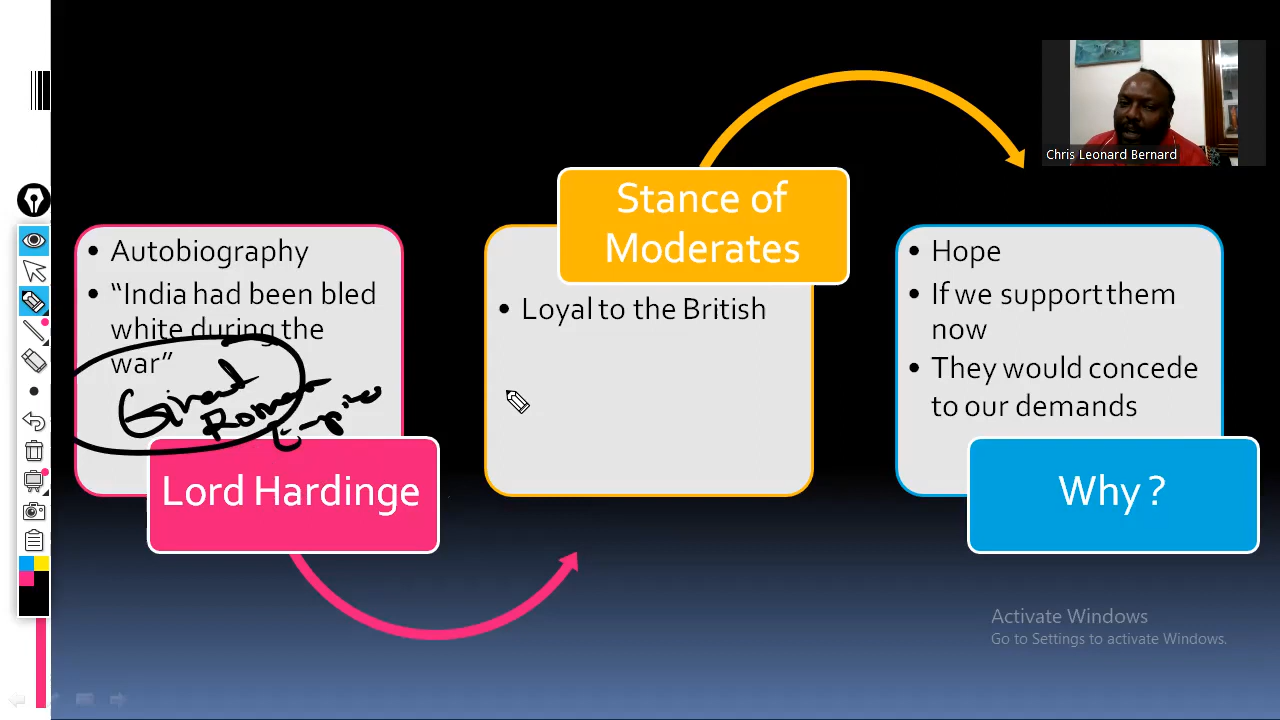 Chris Leonard Bernard
• Autobiography
• “India had been bled
white during the
war”
Roman
Empire
Lord Hardinge
Stance of
Moderates
• Loyal to the British
• Hope
• If we support them
now
• They would concede
to our demands
Why ?
Activate Windows
Go to Settings to activate Windows.